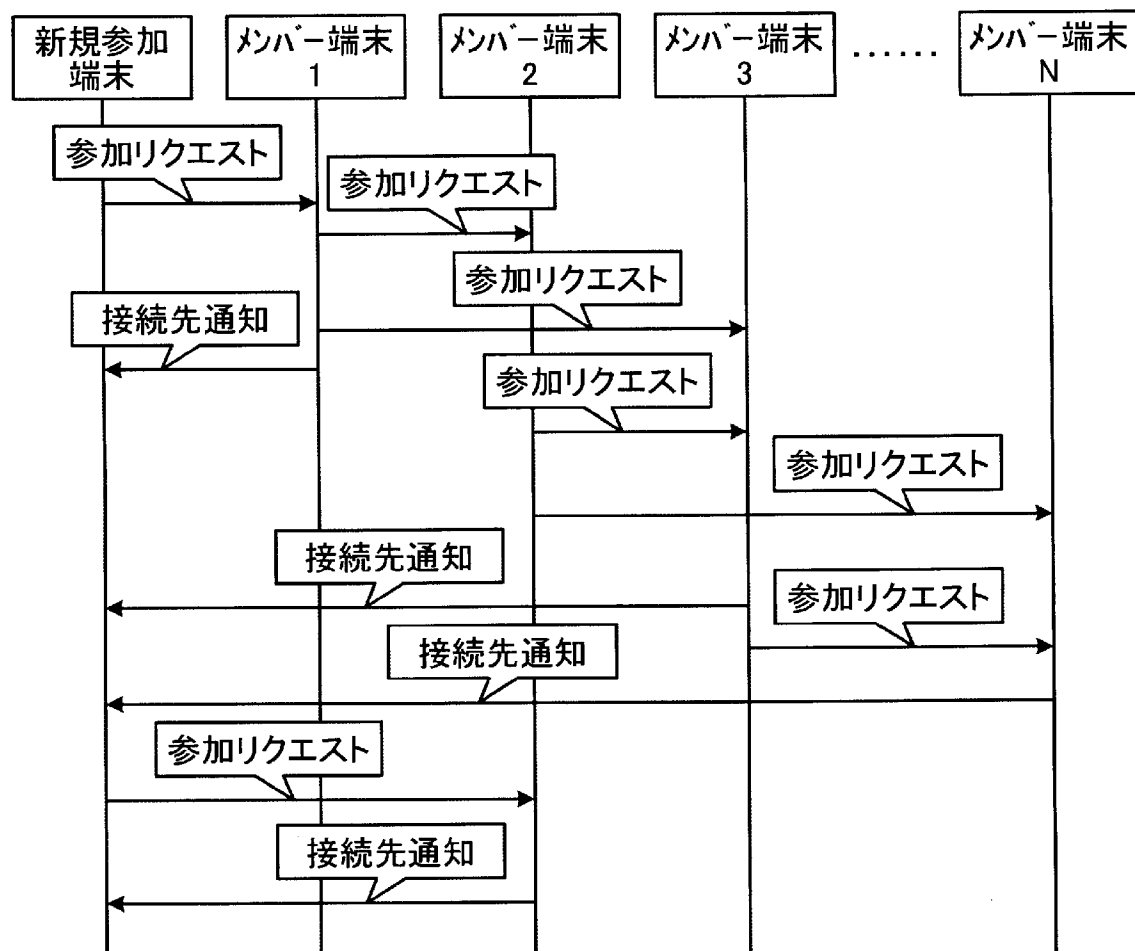 新規参加
端末
メンバー端末
1
メンバー端末
2
メンバー端末
3
……
メンバー端末
N
参加リクエスト
参加リクエスト
参加リクエスト
接続先通知
参加リクエスト
参加リクエスト
接続先通知
参加リクエスト
接続先通知
参加リクエスト
接続先通知